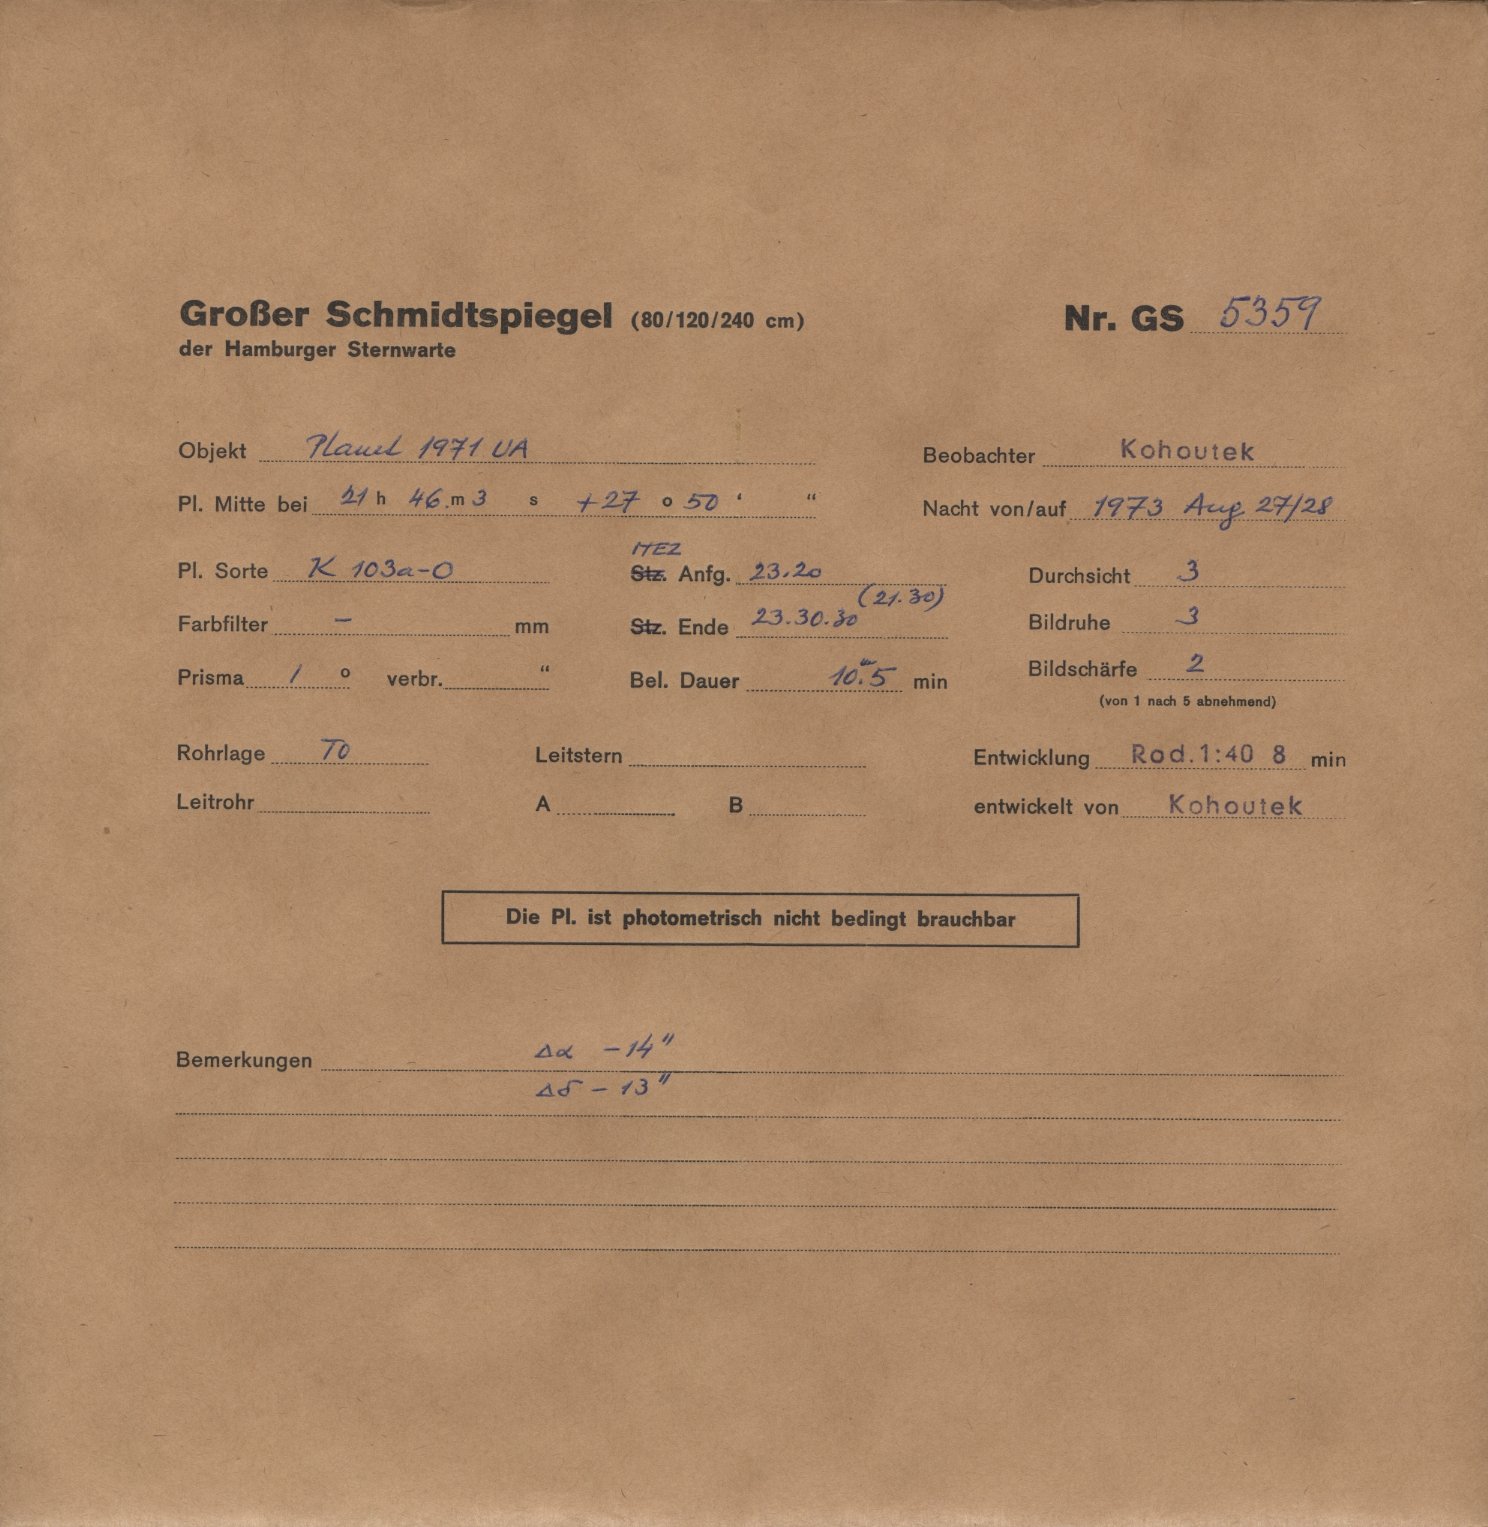 Großer Schmidtspiegel (80/120/240 cm) Nr. GS 5359
der Hamburger Sternwarte
Objekt Planet 1971 UA Beobachter Kohoutek
Pl. Mitte bei 21 h 46 m 3 s +27 o 50 ‘ “ Nacht von/auf 1973 Aug 27/28
MEZ
Pl. Sorte K 103a-O Stz. Anfg. 23.20 Durchsicht 3
(21.30)
Farbfilter – mm Stz. Ende 23.30.30 Bildruhe 3
Prisma / o verbr. “ Bel. Dauer 10.m5 min Bildschärfe 2
(von 1 nach 5 abnehmend)
Rohrlage TO Leitstern Entwicklung Rod.1:40 8 min
Leitrohr A B entwickelt von Kohoutek
Die Pl. ist photometrisch nicht bedingt brauchbar
Bemerkungen Δα –14"
Δδ – 13"